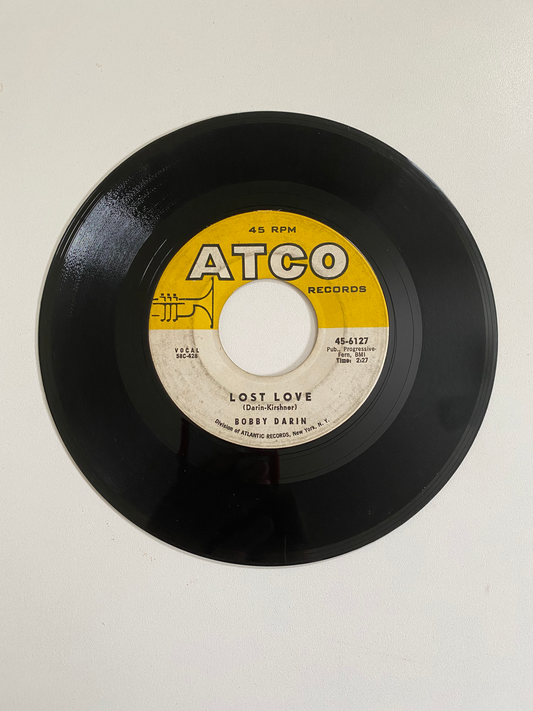 45 RPM
ATCO
RECORDS
VOCAL
58C-428
45-6127
Pub., Progressive-
Fern, BMI
Time: 2:27
LOST LOVE
(Darin-Kirshner)
BOBBY DARIN
Division of ATLANTIC RECORDS, New York, N. Y.